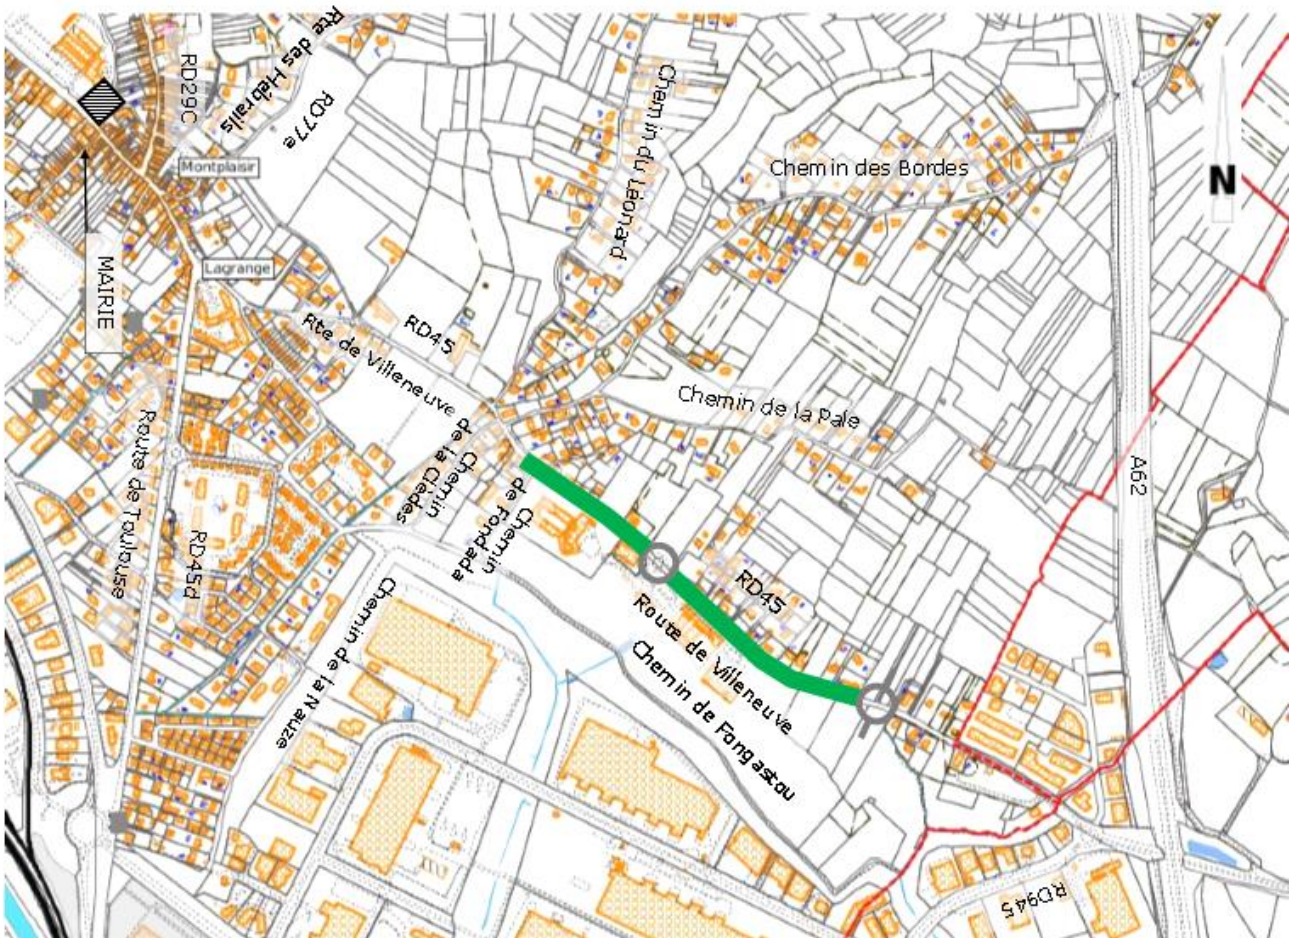 Rte des Hébrails
RD29C
RD77e
Montplaisir
MAIRIE
Lagrange
Chemin du Léonard
Chemin des Bordes
N
RD45
Rte de Villeneuve
Chemin de la Pale
A62
Route de Toulouse
RD45d
Chemin
de la Clèdes
Chemin
de Fondada
Chemin de la Nauze
RD45
Route de Villeneuve
Chemin de Fangastou
RD945